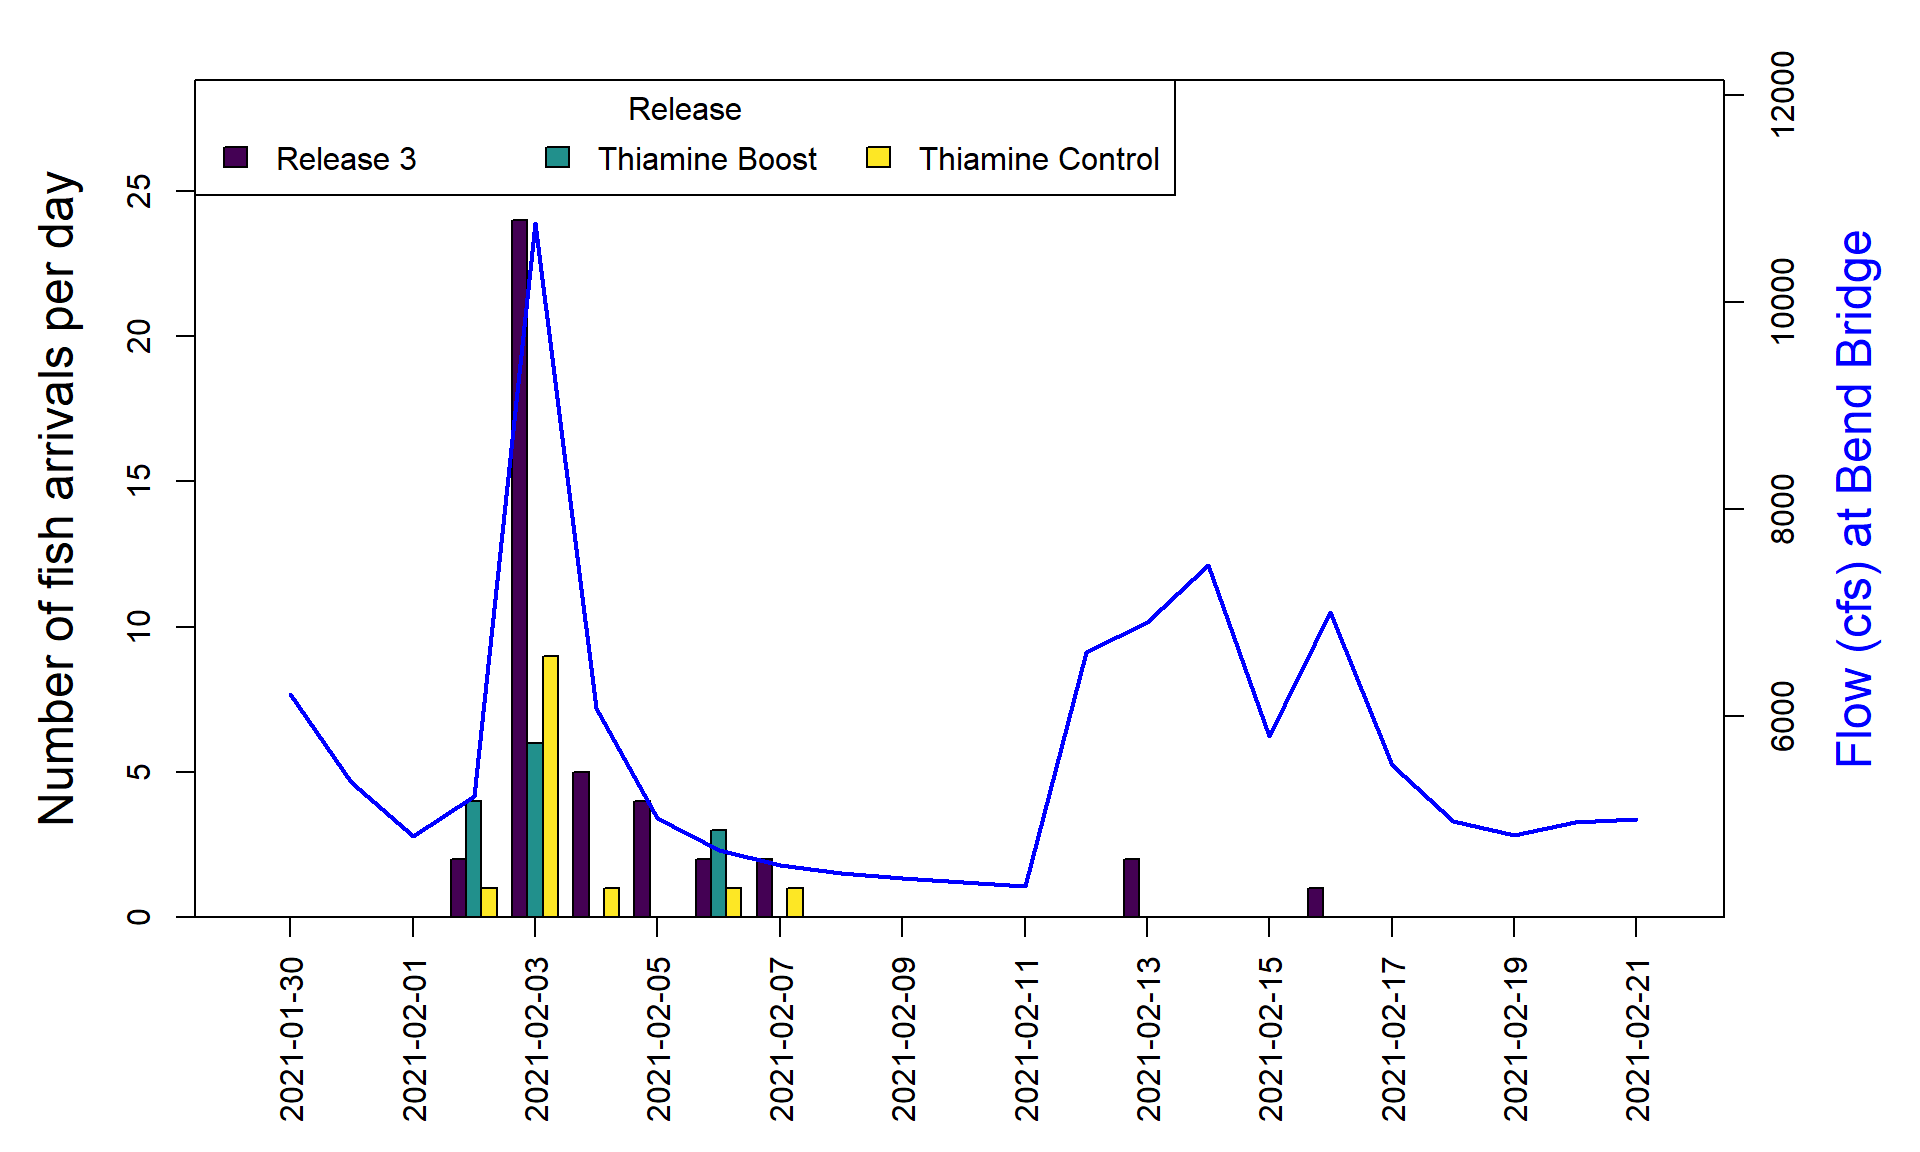 Release
Release 3 Thiamine Boost Thiamine Control
Number of fish arrivals per day
0 5 10 15 20 25
6000 8000 10000 12000
Flow (cfs) at Bend Bridge
2021-01-30 2021-02-01 2021-02-03 2021-02-05 2021-02-07 2021-02-09 2021-02-11 2021-02-13 2021-02-15 2021-02-17 2021-02-19 2021-02-21